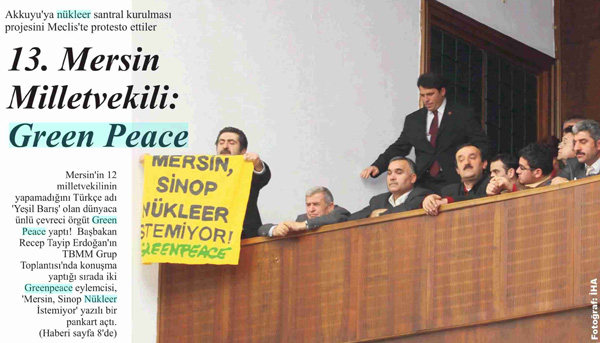 Akkuyu'ya nükleer santral kurulması
projesini Meclis'te protesto ettiler
13. Mersin
Milletvekili:
Green Peace
Mersin'in 12
milletvekilinin
yapamadığını Türkçe adı
'Yeşil Barış' olan dünyaca
ünlü çevreci örgüt Green
Peace yaptı! Başbakan
Recep Tayip Erdoğan'ın
TBMM Grup
Toplantısı'nda konuşma
yaptığı sırada iki
Greenpeace eylemcisi,
'Mersin, Sinop Nükleer
İstemiyor' yazılı bir
pankart açtı.
(Haberi sayfa 8'de)
MERSİN,
SİNOP
NÜKLEER
İSTEMİYOR!
GREENPEACE
Fotoğraf: İHA